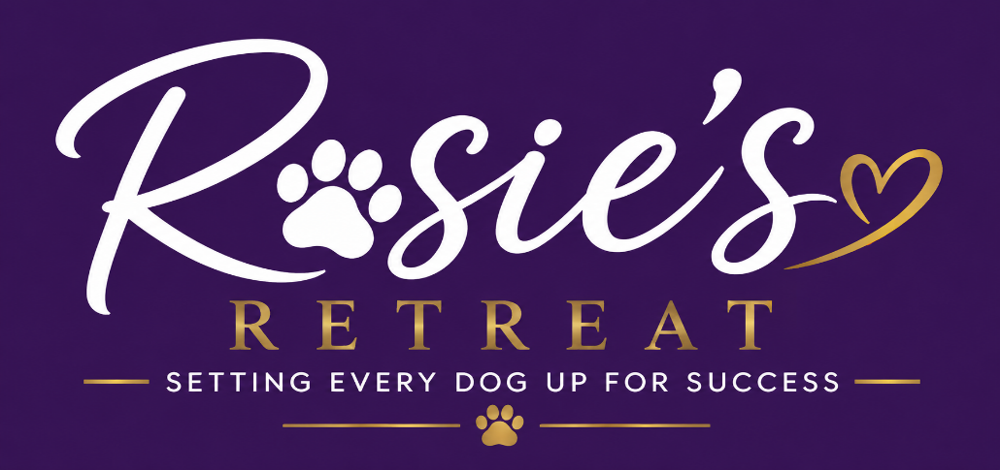 Rosie's
RETREAT
SETTING EVERY DOG UP FOR SUCCESS